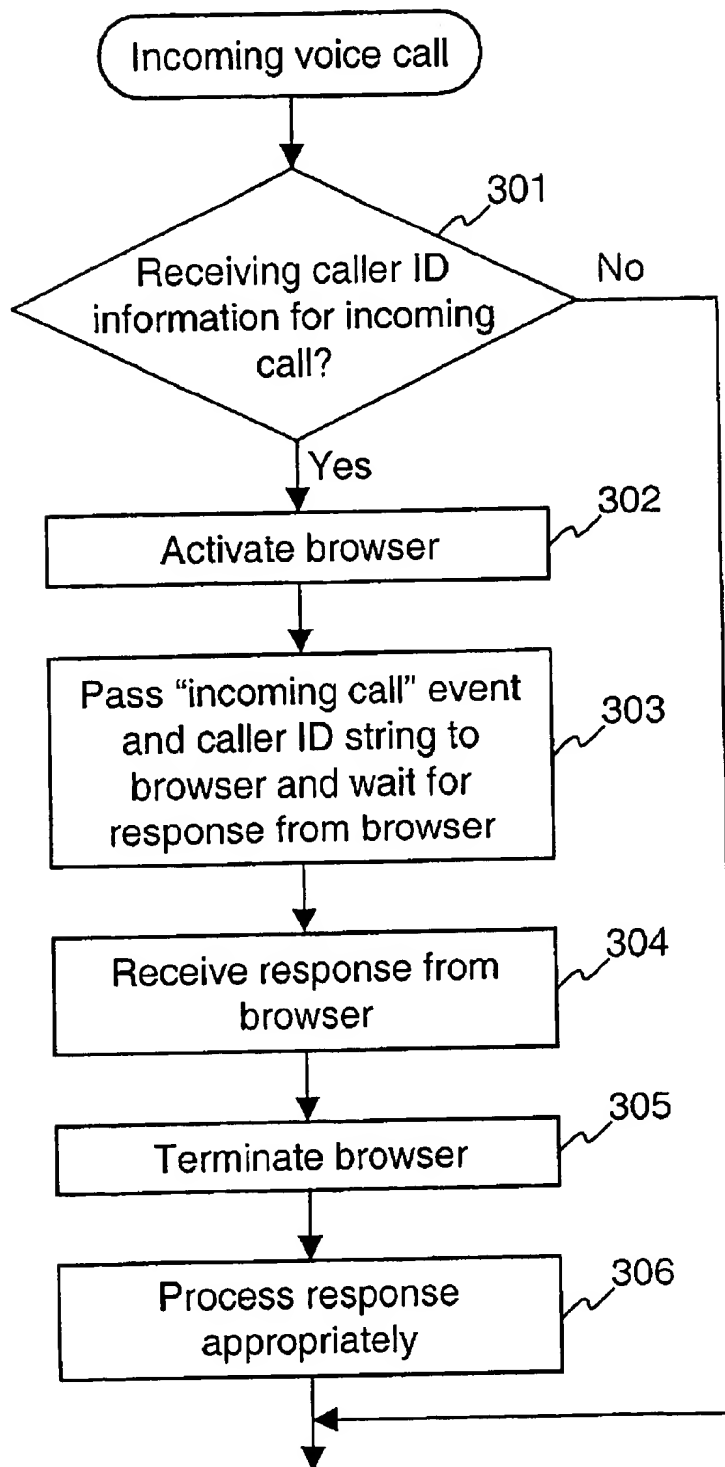 Incoming voice call
301
Receiving caller ID
information for incoming
call?
No
Yes
302
Activate browser
303
Pass “incoming call” event
and caller ID string to
browser and wait for
response from browser
304
Receive response from
browser
305
Terminate browser
306
Process response
appropriately